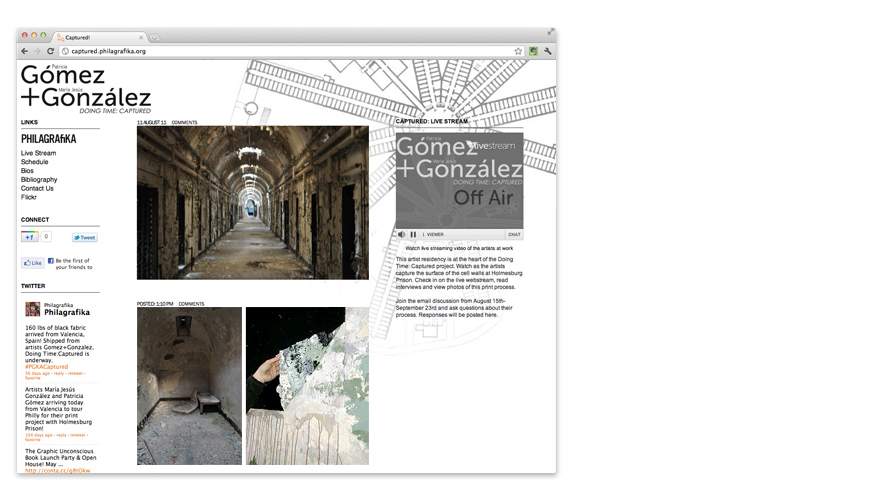 Captured!
captured.philagrafika.org
Patricia
Gómez
María Jesús
+González
DOING TIME: CAPTURED
LINKS
PHILAGRAfiKA
Live Stream
Schedule
Bios
Bibliography
Contact Us
Flickr
CONNECT
+1
0
Tweet
Like
Be the first of
your friends to
TWITTER
Philagrafika
Philagrafika
160 lbs of black fabric
arrived from Valencia,
Spain! Shipped from
artists Gomez+Gonzalez.
Doing Time:Captured is
underway.
#PGKACaptured
56 days ago · reply · retweet ·
favorite
Artists María Jesús
González and Patricia
Gómez arriving today
from Valencia to tour
Philly for their print
project with Holmesburg
Prison!
104 days ago · reply · retweet ·
favorite
The Graphic Unconscious
Book Launch Party & Open
House! May ...
http://conta.cc/g8tOkw
11 AUGUST 11 COMMENTS
POSTED: 1:10 PM COMMENTS
CAPTURED: LIVE STREAM
Patricia
Gómez
livestream
María Jesús
+González
DOING TIME: CAPTURED
Off Air
1 VIEWER
CHAT
Watch live streaming video of the artists at work
This artist residency is at the heart of the Doing
Time: Captured project. Watch as the artists
capture the surface of the cell walls at Holmesburg
Prison. Check in on the live webstream, read
interviews and view photos of this print process.
Join the email discussion from August 15th-
September 23rd and ask questions about their
process. Responses will be posted here.